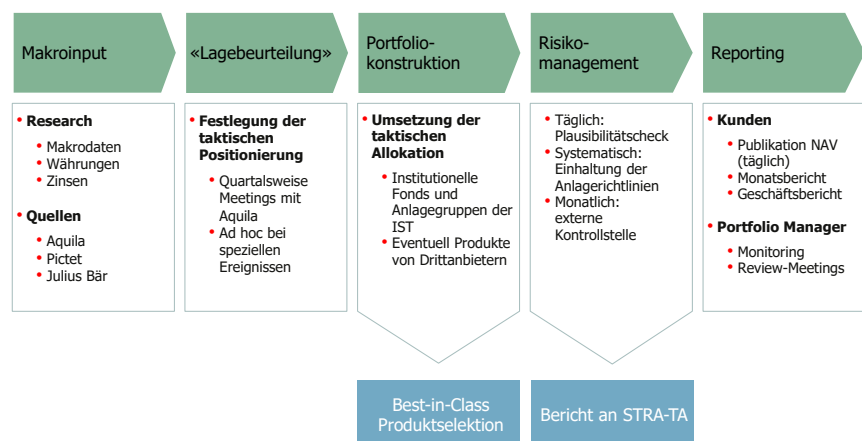 Makroinput
«Lagebeurteilung»
Portfolio-
konstruktion
Risiko-
management
Reporting
• Research
• Makrodaten
• Währungen
• Zinsen
• Quellen
• Aquila
• Pictet
• Julius Bär
• Festlegung der
taktischen
Positionierung
• Quartalsweise
Meetings mit
Aquila
• Ad hoc bei
speziellen
Ereignissen
• Umsetzung der
taktischen
Allokation
• Institutionelle
Fonds und
Anlagegruppen der
IST
• Eventuell Produkte
von Drittanbietern
• Täglich:
Plausibilitätscheck
• Systematisch:
Einhaltung der
Anlagerichtlinien
• Monatlich:
externe
Kontrollstelle
• Kunden
• Publikation NAV
(täglich)
• Monatsbericht
• Geschäftsbericht
• Portfolio Manager
• Monitoring
• Review-Meetings
Best-in-Class
Produktselektion
Bericht an STRA-TA